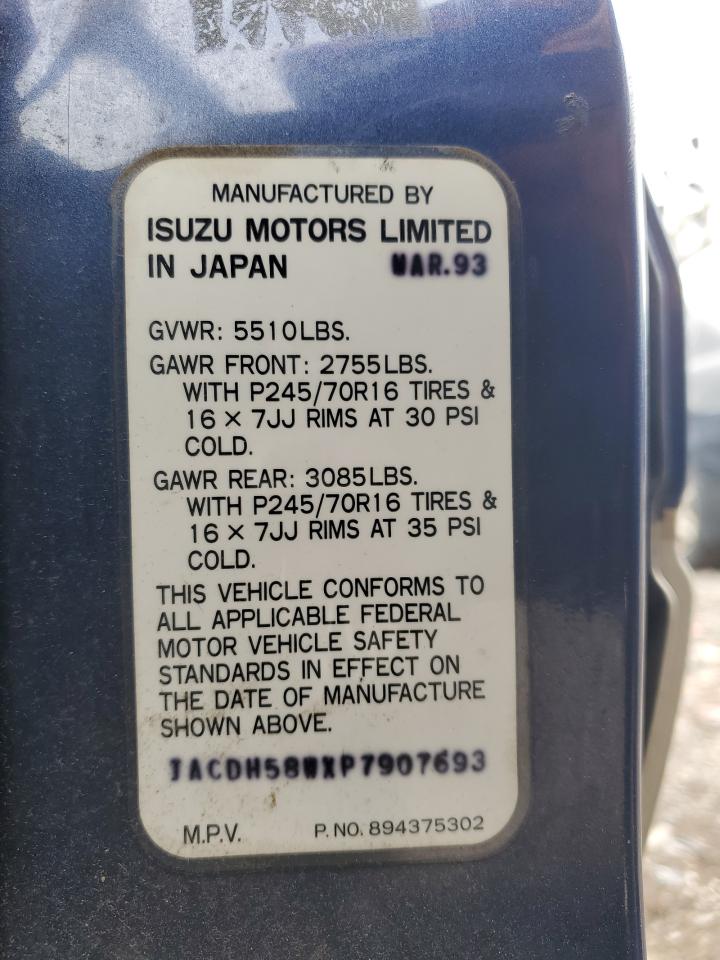 MANUFACTURED BY
ISUZU MOTORS LIMITED
IN JAPAN MAR.93
GVWR: 5510LBS.
GAWR FRONT: 2755LBS.
WITH P245/70R16 TIRES &
16 × 7JJ RIMS AT 30 PSI
COLD.
GAWR REAR: 3085LBS.
WITH P245/70R16 TIRES &
16 × 7JJ RIMS AT 35 PSI
COLD.
THIS VEHICLE CONFORMS TO
ALL APPLICABLE FEDERAL
MOTOR VEHICLE SAFETY
STANDARDS IN EFFECT ON
THE DATE OF MANUFACTURE
SHOWN ABOVE.
JACDH58WXP7907693
M.P.V. P. NO. 894375302